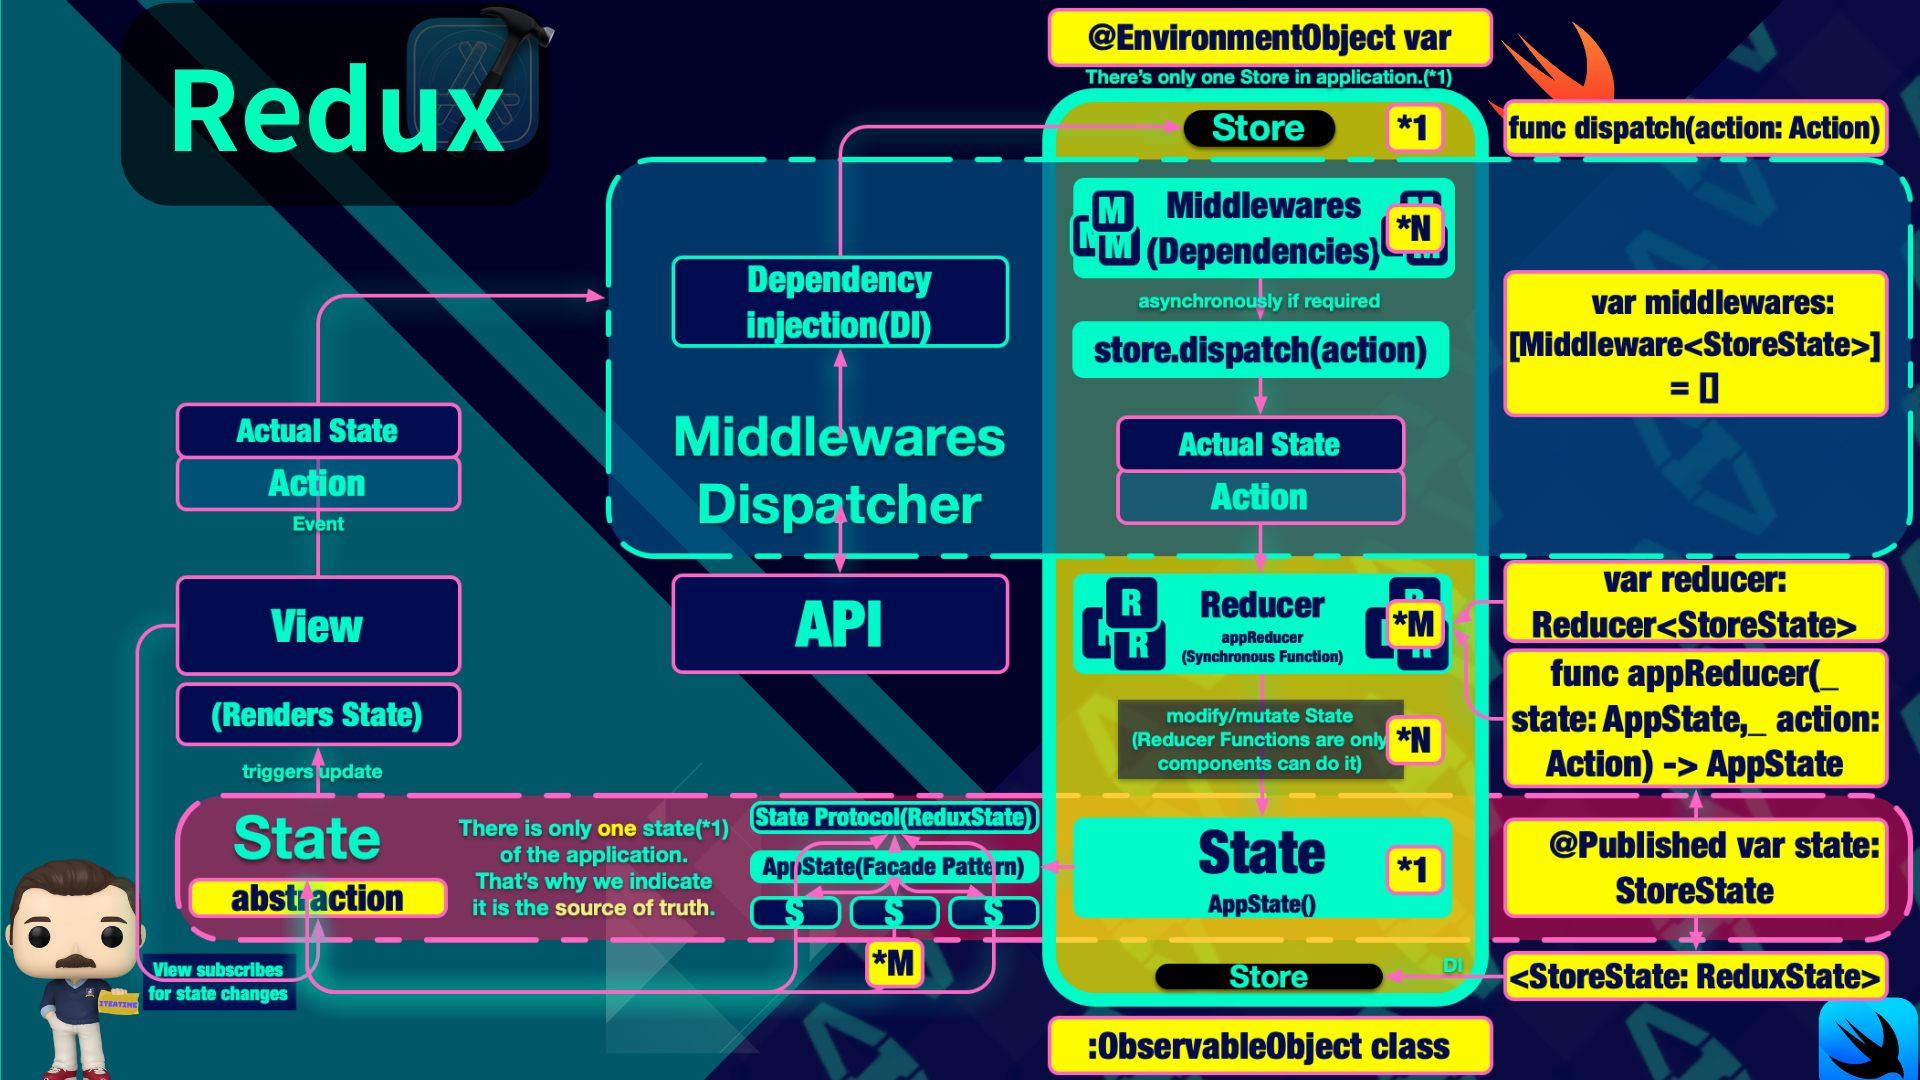 Redux
@EnvironmentObject var
There's only one Store in application.(*1)
Store
*1
func dispatch(action: Action)
M
M
M
Middlewares
(Dependencies)
*N
M
M
asynchronously if required
store.dispatch(action)
var middlewares:
[Middleware<StoreState>]
= []
Dependency
injection(DI)
Middlewares
Dispatcher
API
Actual State
Action
Event
View
(Renders State)
triggers update
Actual State
Action
R
R
Reducer
appReducer
(Synchronous Function)
R
*M
R
var reducer:
Reducer<StoreState>
func appReducer(_
state: AppState,_ action:
Action) -> AppState
modify/mutate State
(Reducer Functions are only
components can do it)
*N
State
abstraction
There is only one state(*1)
of the application.
That's why we indicate
it is the source of truth.
State Protocol(ReduxState)
AppState(Facade Pattern)
S
S
S
*M
State
AppState()
*1
@Published var state:
StoreState
View subscribes
for state changes
ITEATIME
Store
DI
<StoreState: ReduxState>
:ObservableObject class